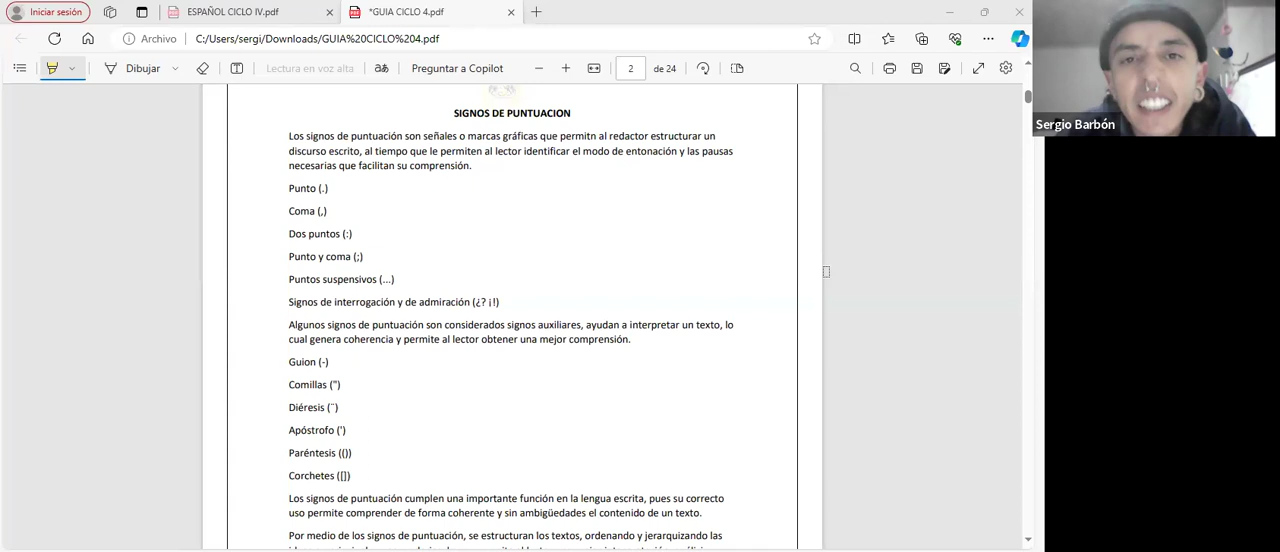 Iniciar sesión
ESPAÑOL CICLO IV.pdf
*GUIA CICLO 4.pdf
Archivo
C:/Users/sergi/Downloads/GUIA%20CICLO%204.pdf
Dibujar
Lectura en voz alta
aあ
Preguntar a Copilot
2
de 24
Sergio Barbón
SIGNOS DE PUNTUACION
Los signos de puntuación son señales o marcas gráficas que permitn al redactor estructurar un
discurso escrito, al tiempo que le permiten al lector identificar el modo de entonación y las pausas
necesarias que facilitan su comprensión.
Punto (.)
Coma (,)
Dos puntos (:)
Punto y coma (;)
Puntos suspensivos (...)
Signos de interrogación y de admiración (¿? ¡!)
Algunos signos de puntuación son considerados signos auxiliares, ayudan a interpretar un texto, lo
cual genera coherencia y permite al lector obtener una mejor comprensión.
Guion (-)
Comillas (")
Diéresis (¨)
Apóstrofo (')
Paréntesis (())
Corchetes ([])
Los signos de puntuación cumplen una importante función en la lengua escrita, pues su correcto
uso permite comprender de forma coherente y sin ambigüedades el contenido de un texto.
Por medio de los signos de puntuación, se estructuran los textos, ordenando y jerarquizando las